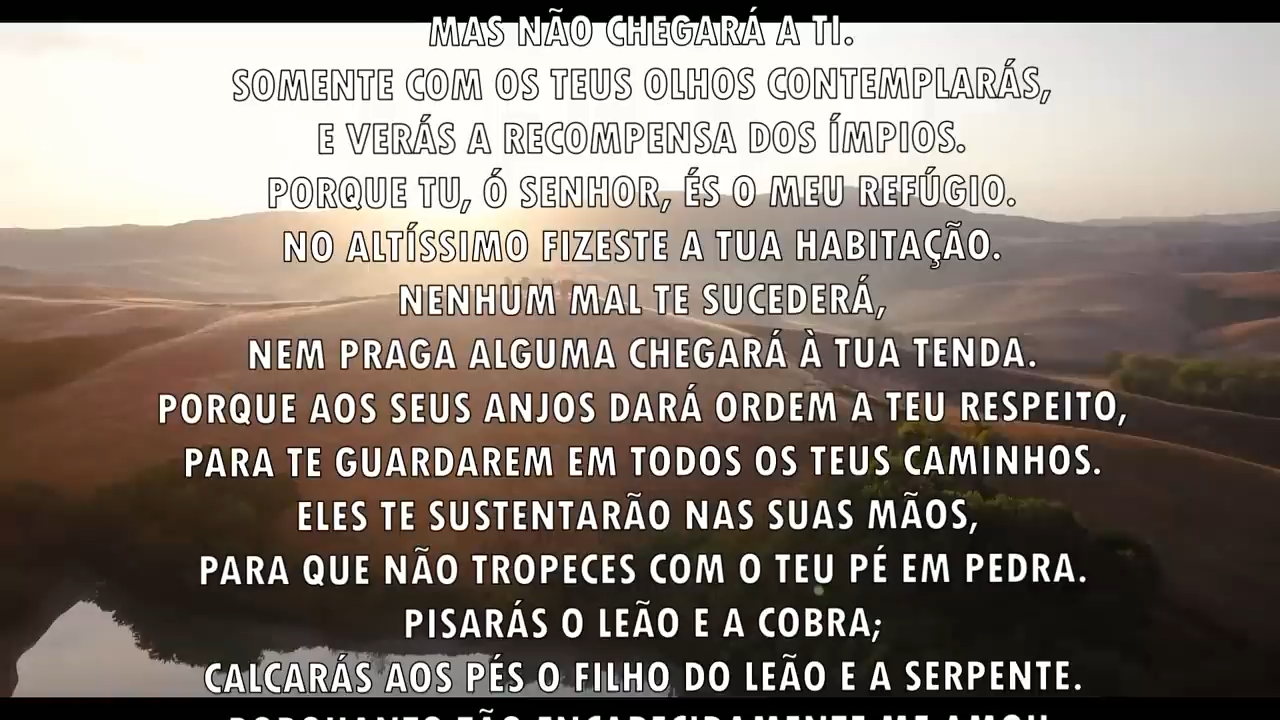 MAS NÃO CHEGARÁ A TI.
SOMENTE COM OS TEUS OLHOS CONTEMPLARÁS,
E VERÁS A RECOMPENSA DOS ÍMPIOS.
PORQUE TU, Ó SENHOR, ÉS O MEU REFÚGIO.
NO ALTÍSSIMO FIZESTE A TUA HABITAÇÃO.
NENHUM MAL TE SUCEDERÁ,
NEM PRAGA ALGUMA CHEGARÁ À TUA TENDA.
PORQUE AOS SEUS ANJOS DARÁ ORDEM A TEU RESPEITO,
PARA TE GUARDAREM EM TODOS OS TEUS CAMINHOS.
ELES TE SUSTENTARÃO NAS SUAS MÃOS,
PARA QUE NÃO TROPECES COM O TEU PÉ EM PEDRA.
PISARÁS O LEÃO E A COBRA;
CALCARÁS AOS PÉS O FILHO DO LEÃO E A SERPENTE.